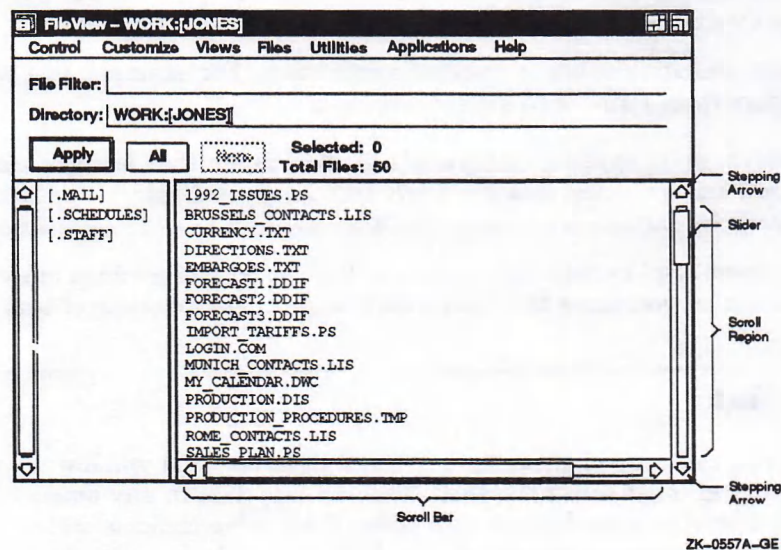 FileView – WORK:[JONES]
Control Customize Views Files Utilities Applications Help
File Filter:
Directory: WORK:[JONES]
Apply All None Selected: 0
Total Files: 50
[.MAIL]
[.SCHEDULES]
[.STAFF]
1992_ISSUES.PS
BRUSSELS_CONTACTS.LIS
CURRENCY.TXT
DIRECTIONS.TXT
EMBARGOES.TXT
FORECAST1.DDIF
FORECAST2.DDIF
FORECAST3.DDIF
IMPORT_TARIFFS.PS
LOGIN.COM
MUNICH_CONTACTS.LIS
MY_CALENDAR.DWC
PRODUCTION.DIS
PRODUCTION_PROCEDURES.TMP
ROME_CONTACTS.LIS
SALES_PLAN.PS
Stepping
Arrow
Slider
Scroll
Region
Stepping
Arrow
Scroll Bar
ZK–0557A–GE